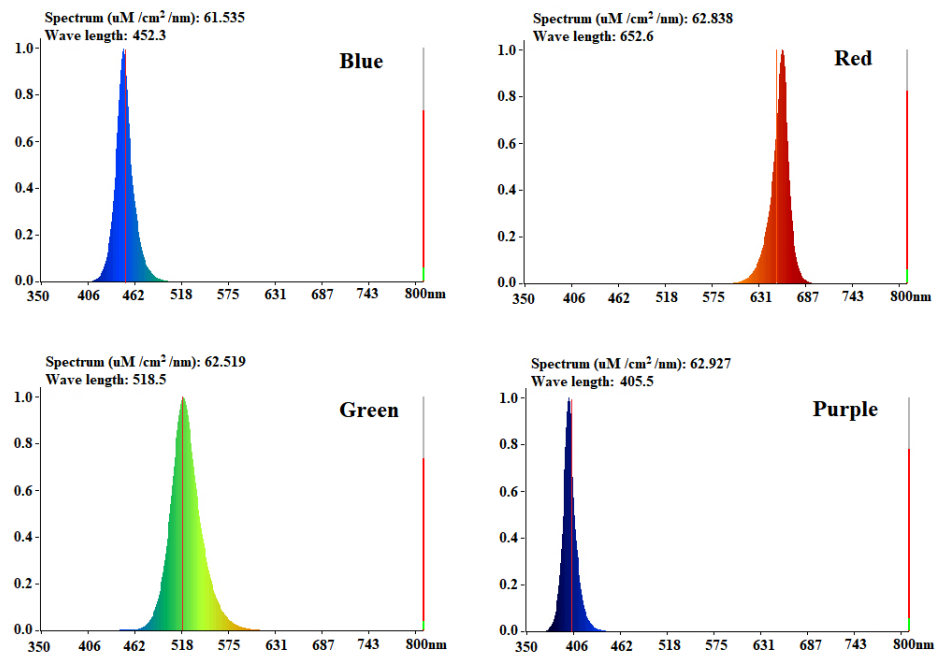 Spectrum (uM /cm² /nm): 61.535
Wave length: 452.3
Blue
1.0
0.8
0.6
0.4
0.2
0.0
350 406 462 518 575 631 687 743 800nm
Spectrum (uM /cm² /nm): 62.838
Wave length: 652.6
Red
1.0
0.8
0.6
0.4
0.2
0.0
350 406 462 518 575 631 687 743 800nm
Spectrum (uM /cm² /nm): 62.519
Wave length: 518.5
Green
1.0
0.8
0.6
0.4
0.2
0.0
350 406 462 518 575 631 687 743 800nm
Spectrum (uM /cm² /nm): 62.927
Wave length: 405.5
Purple
1.0
0.8
0.6
0.4
0.2
0.0
350 406 462 518 575 631 687 743 800nm